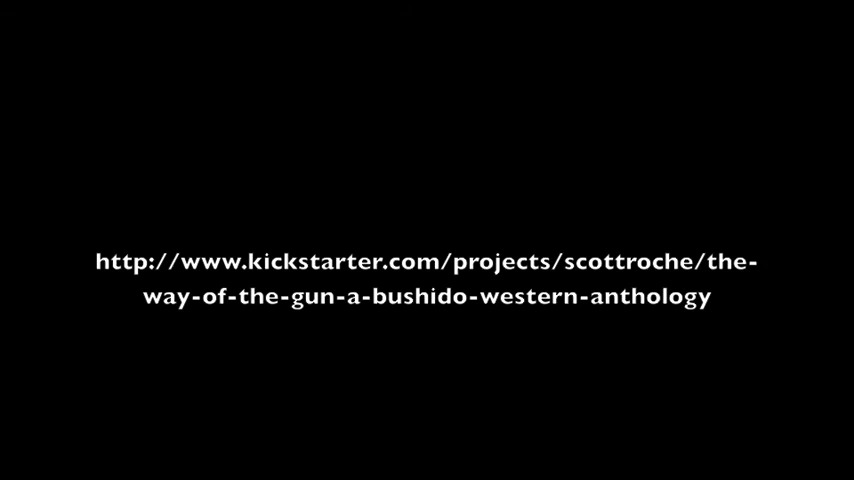 http://www.kickstarter.com/projects/scottroche/the-
way-of-the-gun-a-bushido-western-anthology